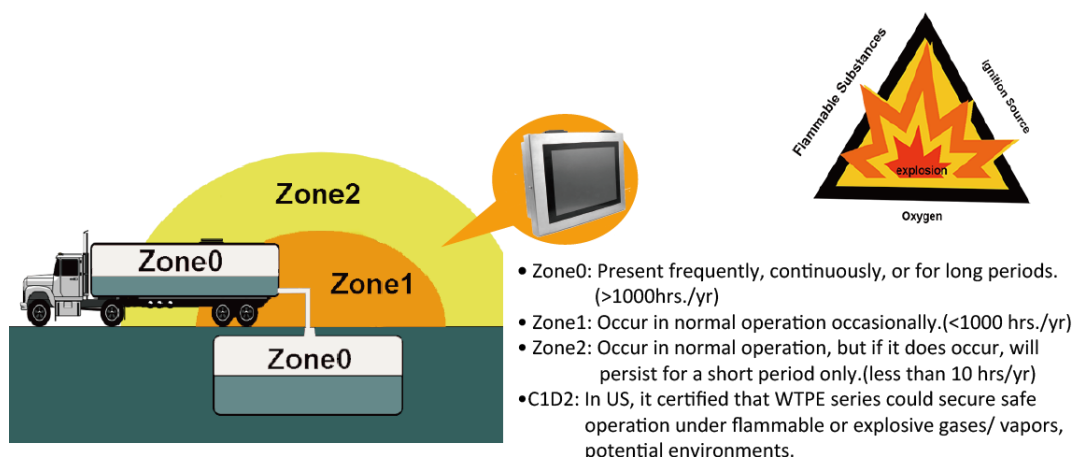 Zone2
Zone0
Zone1
Zone0
Flammable Substances
Ignition Source
explosion
Oxygen
• Zone0: Present frequently, continuously, or for long periods.
(>1000hrs./yr)
• Zone1: Occur in normal operation occasionally.(<1000 hrs./yr)
• Zone2: Occur in normal operation, but if it does occur, will
persist for a short period only.(less than 10 hrs/yr)
•C1D2: In US, it certified that WTPE series could secure safe
operation under flammable or explosive gases/ vapors,
potential environments.